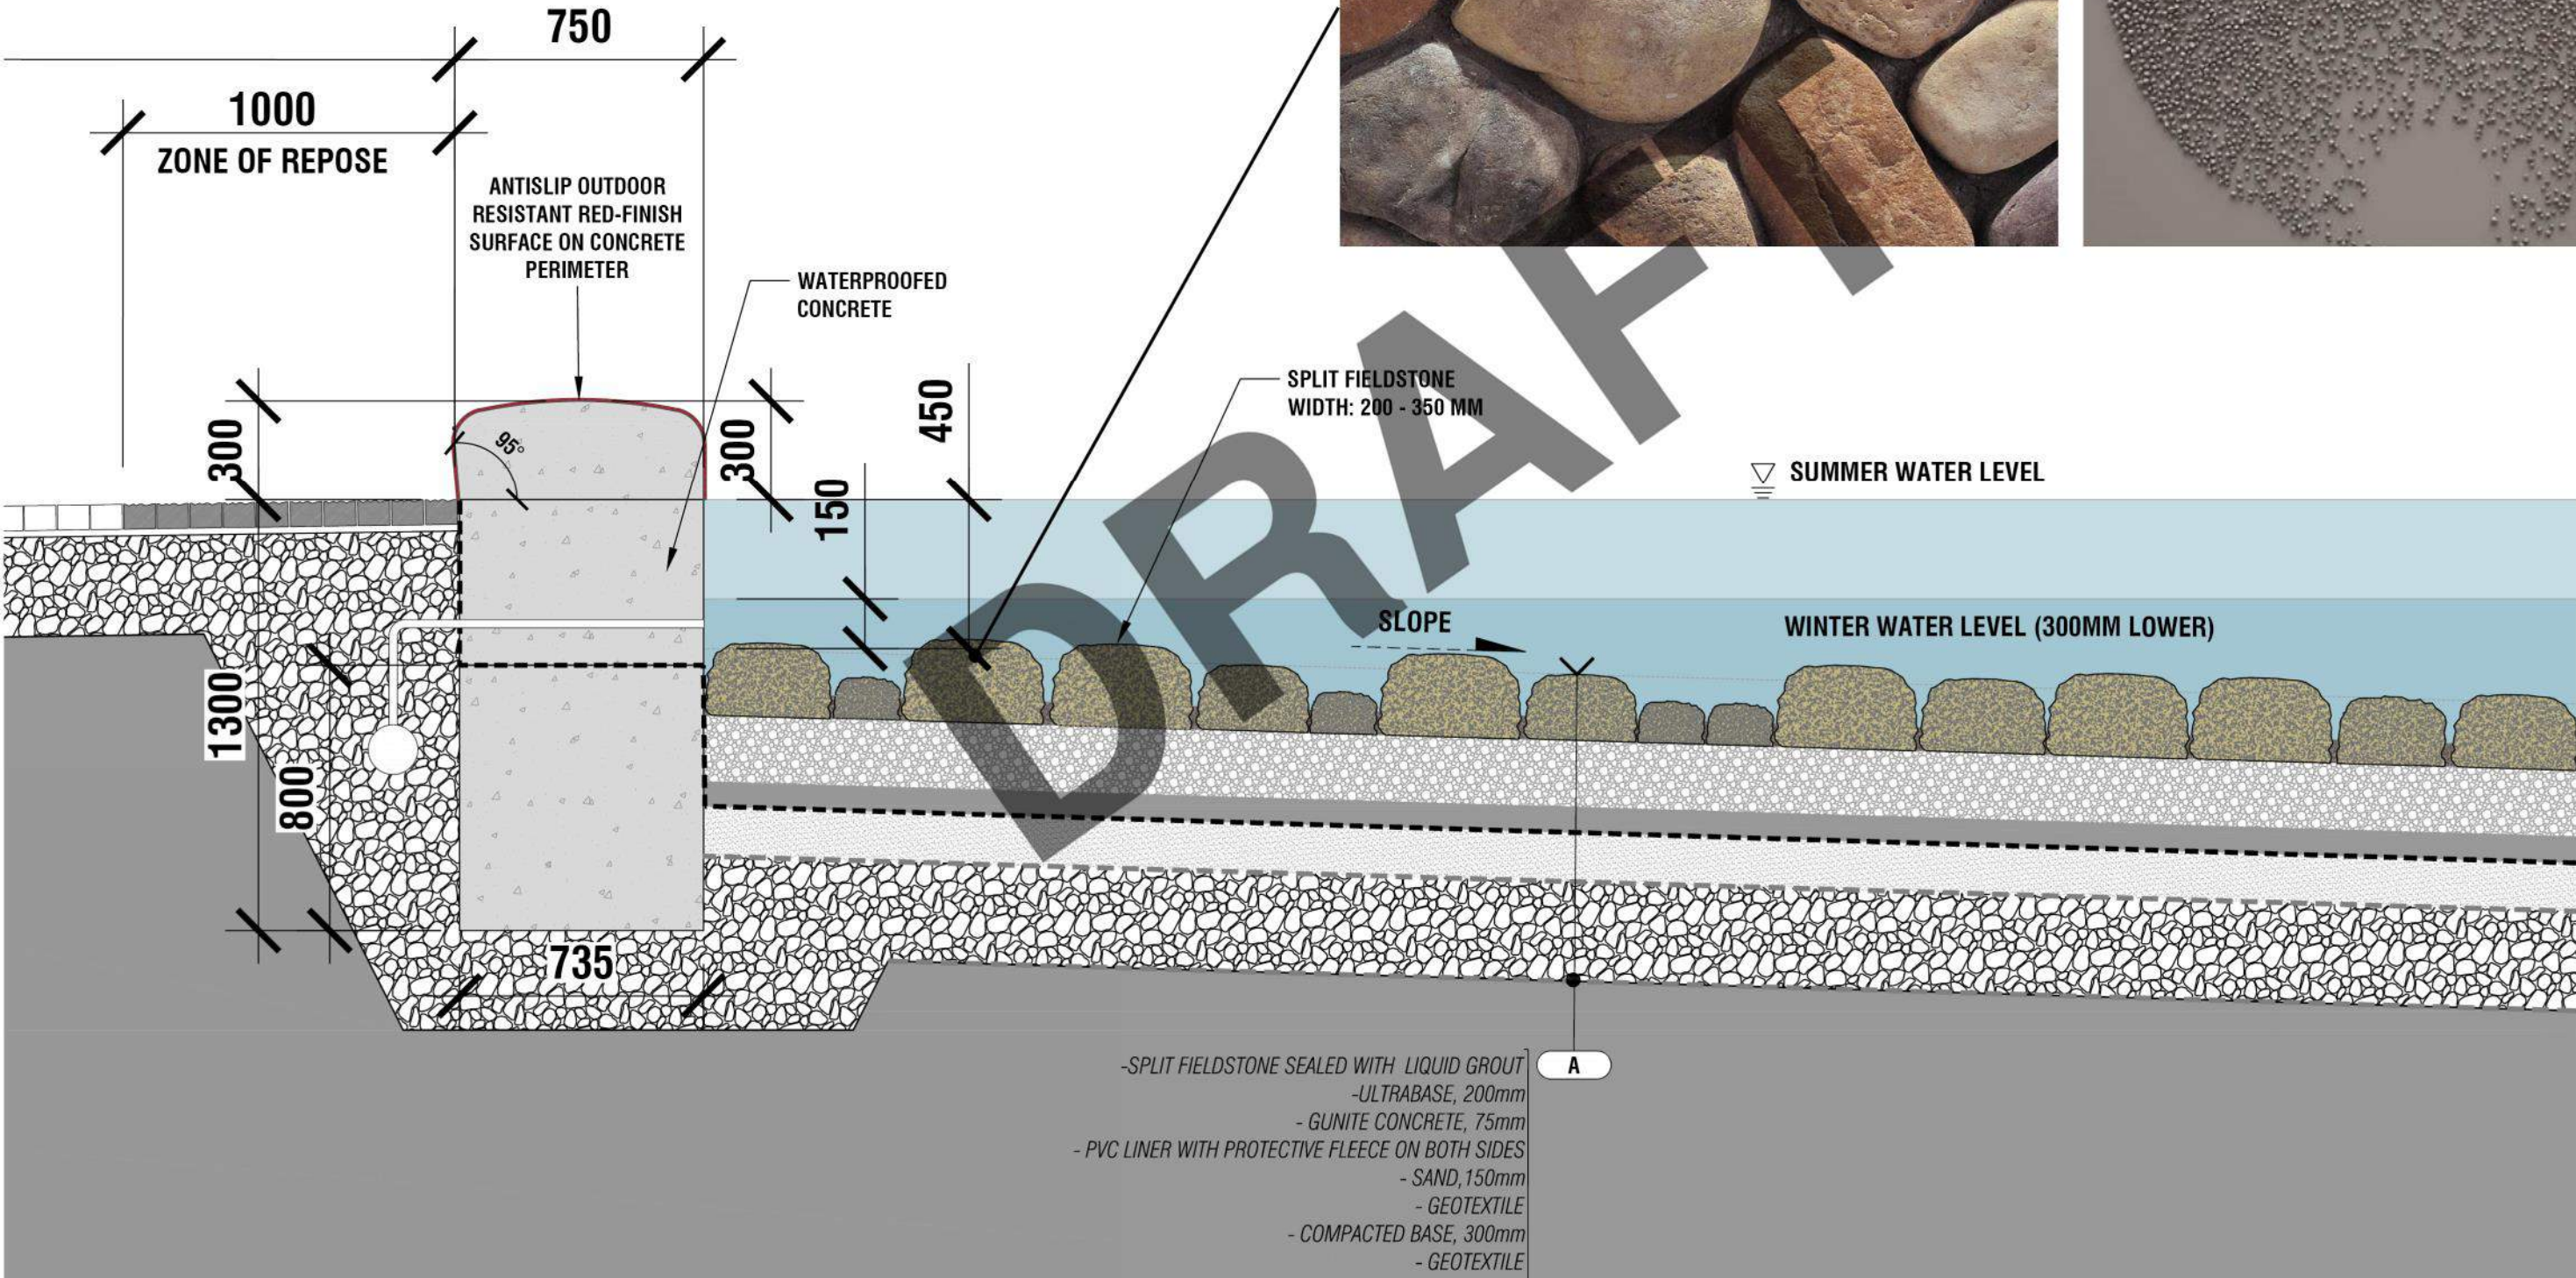 750
1000
ZONE OF REPOSE
ANTISLIP OUTDOOR
RESISTANT RED-FINISH
SURFACE ON CONCRETE
PERIMETER
WATERPROOFED
CONCRETE
300
95°
300
450
150
SPLIT FIELDSTONE
WIDTH: 200 - 350 MM
SUMMER WATER LEVEL
SLOPE
WINTER WATER LEVEL (300MM LOWER)
1300
800
735
DRAFT
A
-SPLIT FIELDSTONE SEALED WITH LIQUID GROUT
-ULTRABASE, 200mm
- GUNITE CONCRETE, 75mm
- PVC LINER WITH PROTECTIVE FLEECE ON BOTH SIDES
- SAND,150mm
- GEOTEXTILE
- COMPACTED BASE, 300mm
- GEOTEXTILE